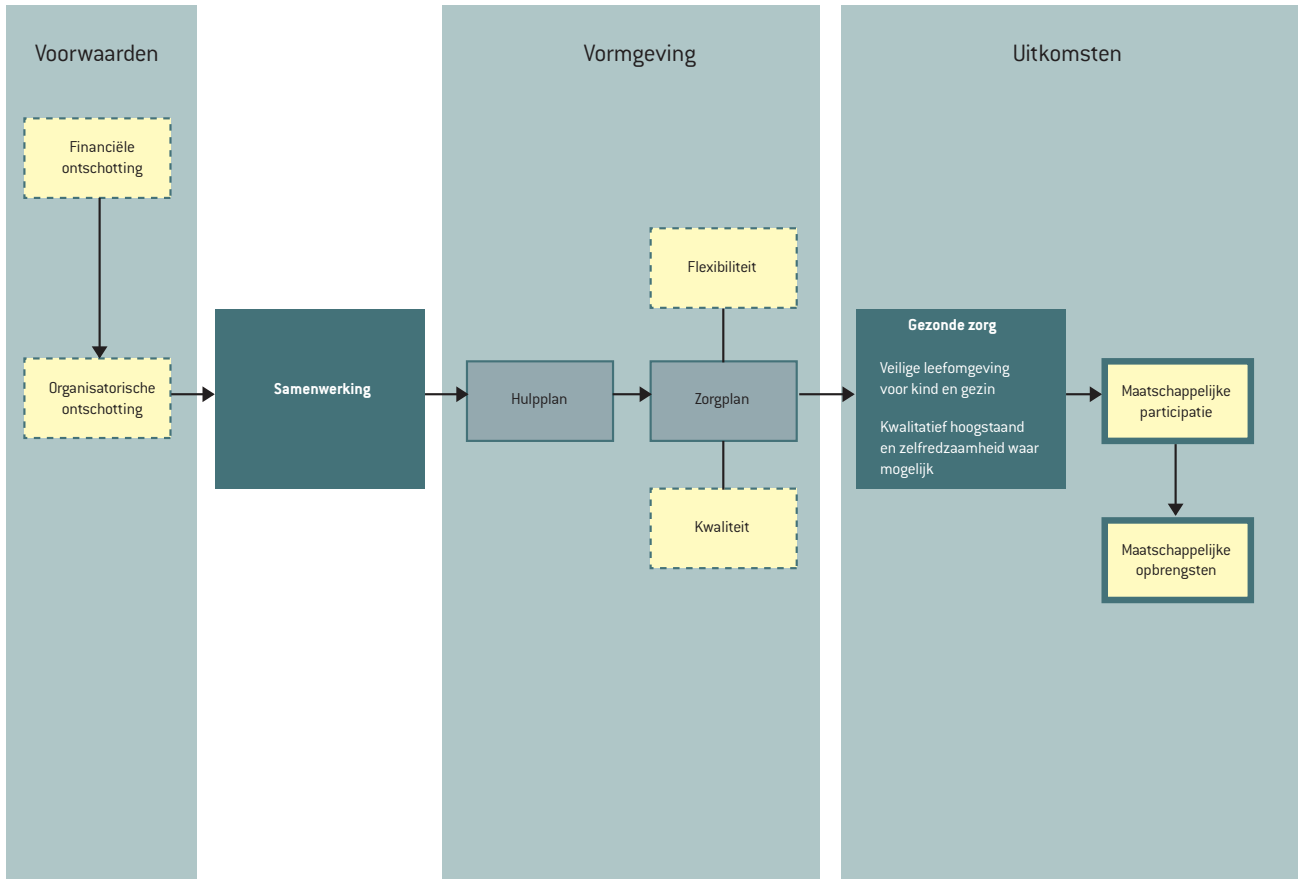 Voorwaarden
Vormgeving
Uitkomsten
Financiële
ontschotting
Organisatorische
ontschotting
Samenwerking
Hulpplan
Flexibiliteit
Zorgplan
Kwaliteit
Gezonde zorg
Veilige leefomgeving
voor kind en gezin
Kwalitatief hoogstaand
en zelfredzaamheid waar
mogelijk
Maatschappelijke
participatie
Maatschappelijke
opbrengsten